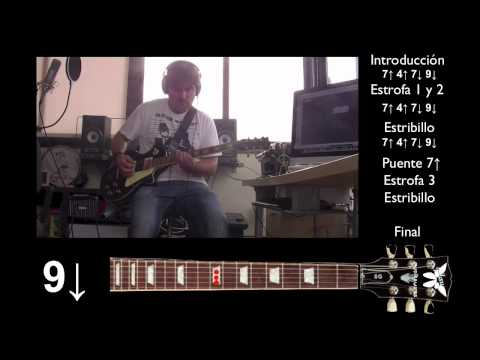 Introducción
7↑ 4↑ 7↓ 9↓
Estrofa 1 y 2
7↑ 4↑ 7↓ 9↓
Estribillo
7↑ 4↑ 7↓ 9↓
Puente 7↑
Estrofa 3
Estribillo
Final
9↓
SG